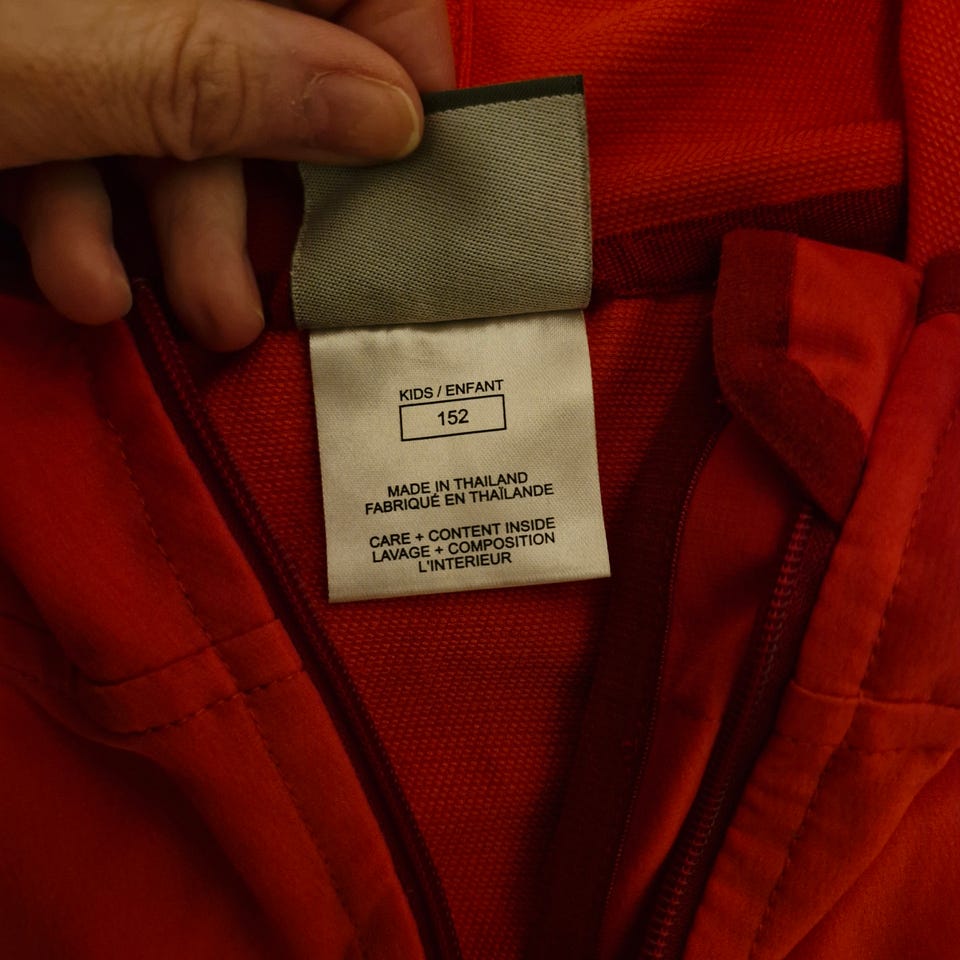 KIDS / ENFANT
152
MADE IN THAILAND
FABRIQUÉ EN THAÏLANDE
CARE + CONTENT INSIDE
LAVAGE + COMPOSITION
L'INTERIEUR